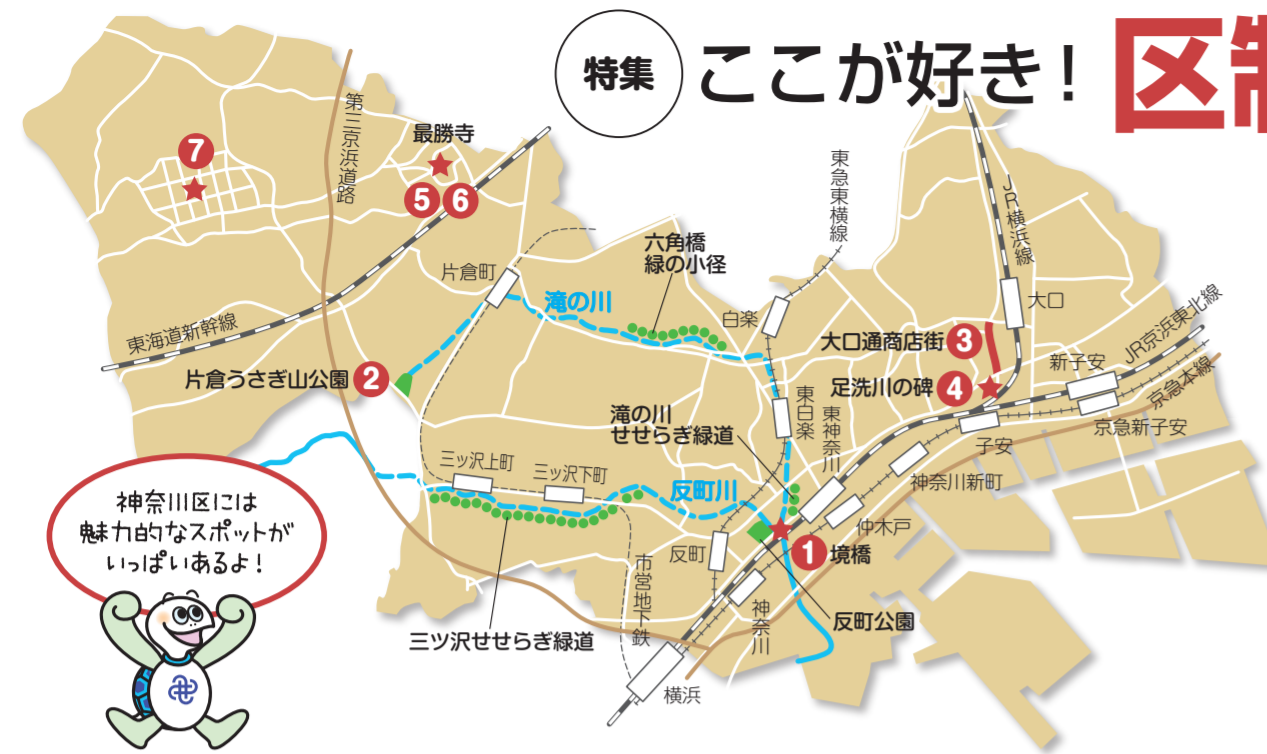 特集
ここが好き!
区制
第三京浜道路
最勝寺
7
5 6
東急東横線
JR横浜線
六角橋
緑の小径
片倉町
滝の川
白楽
大口
東海道新幹線
大口通商店街 3
新子安
JR京浜東北線
片倉うさぎ山公園 2
足洗川の碑 4
京急本線
滝の川
せせらぎ緑道
東白楽
東神奈川
子安
京急新子安
三ッ沢上町
三ッ沢下町
反町川
神奈川新町
仲木戸
神奈川区には
魅力的なスポットが
いっぱいあるよ!
反町
1 境橋
市営地下鉄
神奈川
反町公園
三ツ沢せせらぎ緑道
横浜